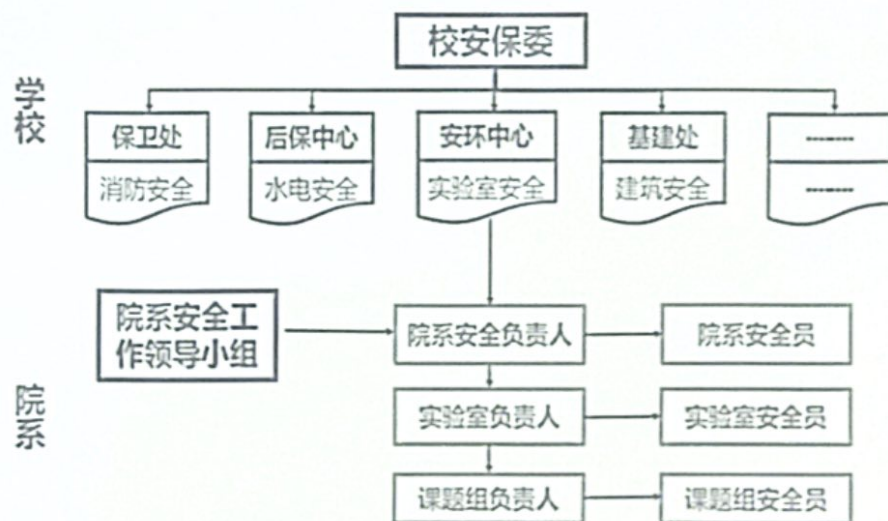 校安保委
学校
保卫处
消防安全
后保中心
水电安全
安环中心
实验室安全
基建处
建筑安全
-------
-------
院系
院系安全工
作领导小组
院系安全负责人
院系安全员
实验室负责人
实验室安全员
课题组负责人
课题组安全员